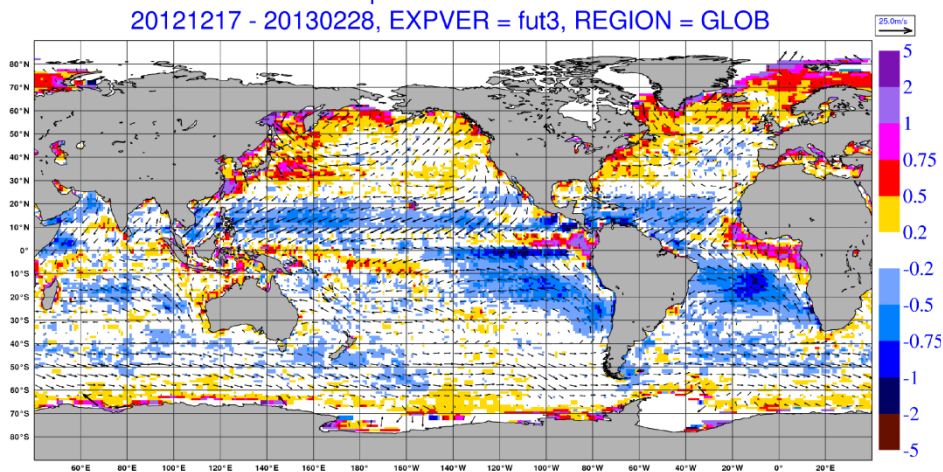 20121217 - 20130228, EXPVER = fut3, REGION = GLOB
25.0m/s
80°N
70°N
60°N
50°N
40°N
30°N
20°N
10°N
0°
10°S
20°S
30°S
40°S
50°S
60°S
70°S
80°S
60°E 80°E 100°E 120°E 140°E 160°E 180°E 160°W 140°W 120°W 100°W 80°W 60°W 40°W 20°W 0° 20°E
5
2
1
0.75
0.5
0.2
-0.2
-0.5
-0.75
-1
-2
-5